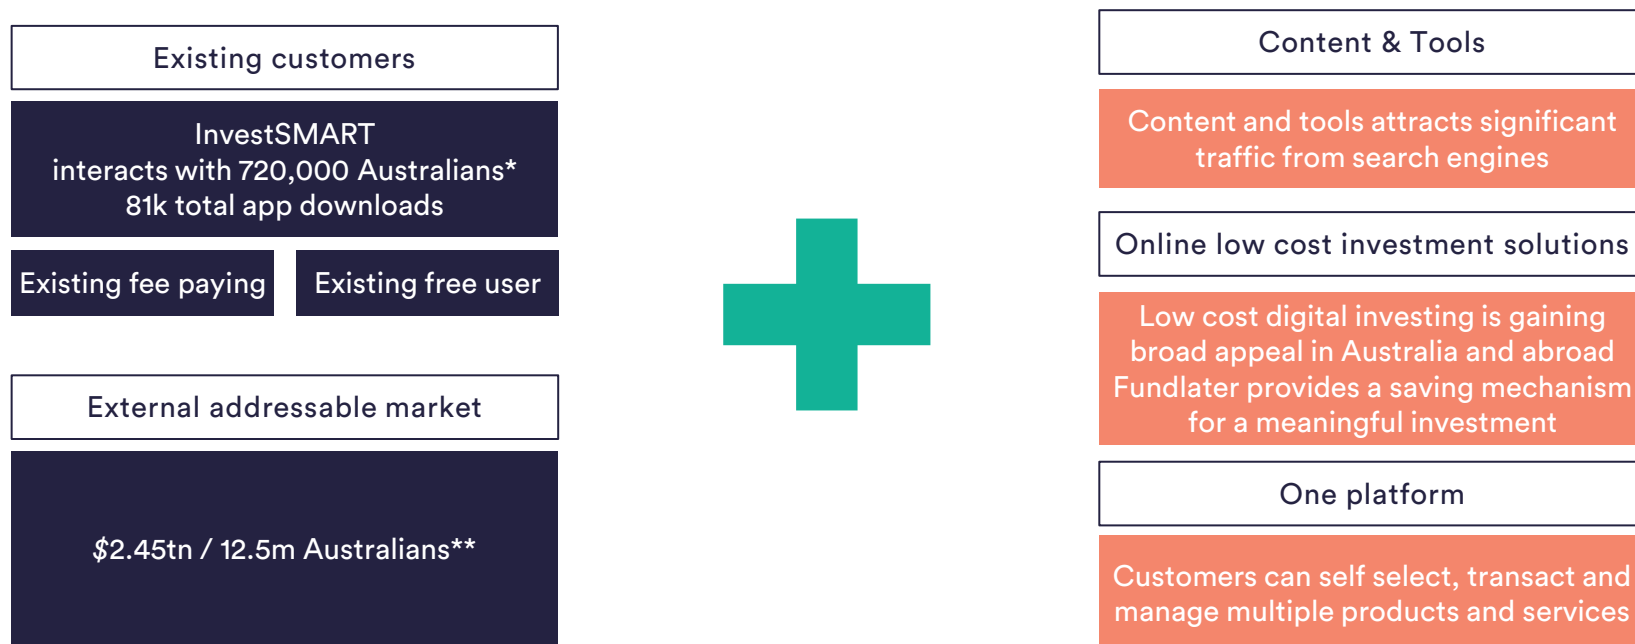 Existing customers
InvestSMART
interacts with 720,000 Australians*
81k total app downloads
Existing fee paying
Existing free user
External addressable market
$2.45tn / 12.5m Australians**
Content & Tools
Content and tools attracts significant
traffic from search engines
Online low cost investment solutions
Low cost digital investing is gaining
broad appeal in Australia and abroad
Fundlater provides a saving mechanism
for a meaningful investment
One platform
Customers can self select, transact and
manage multiple products and services